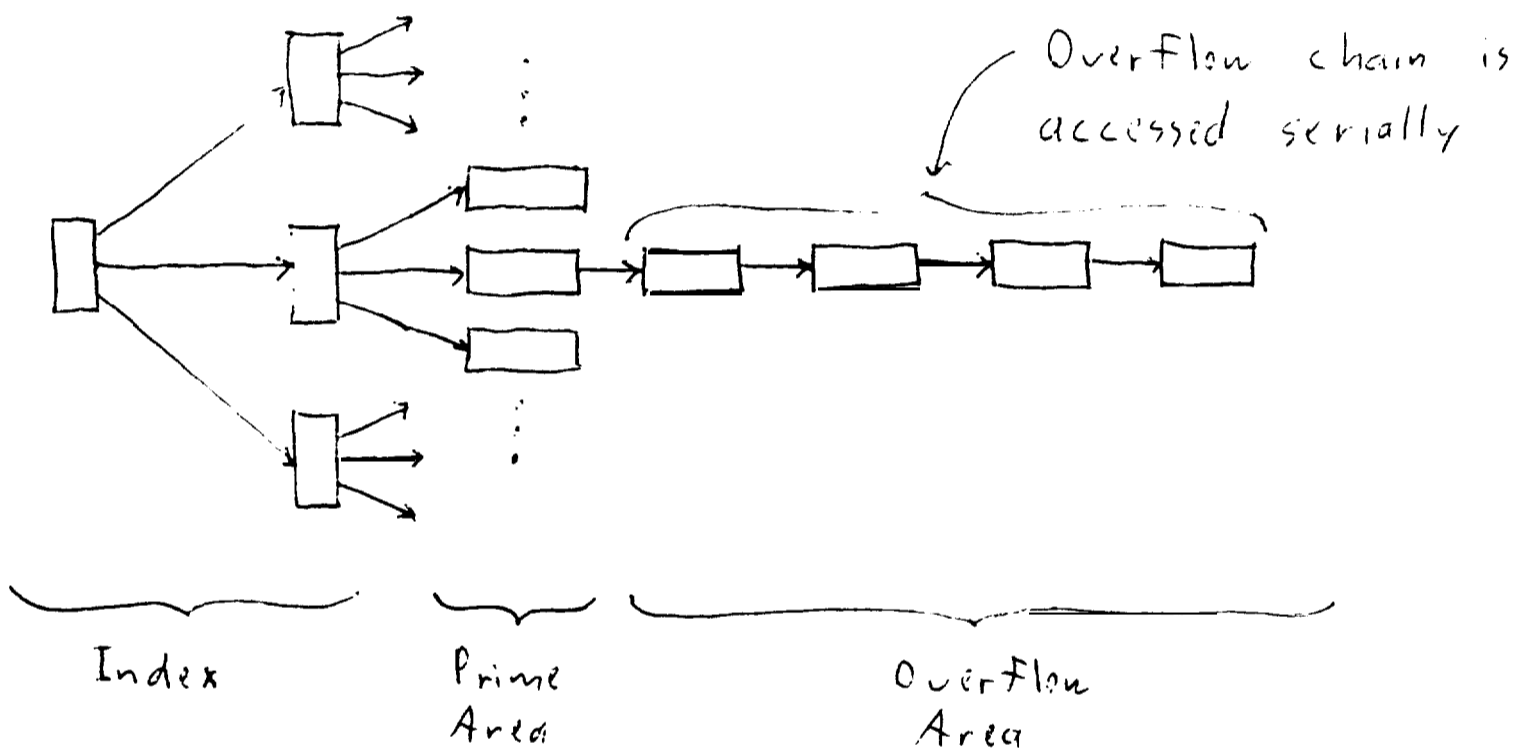 Overflow chain is
accessed serially
Index
Prime
Area
Overflow
Area